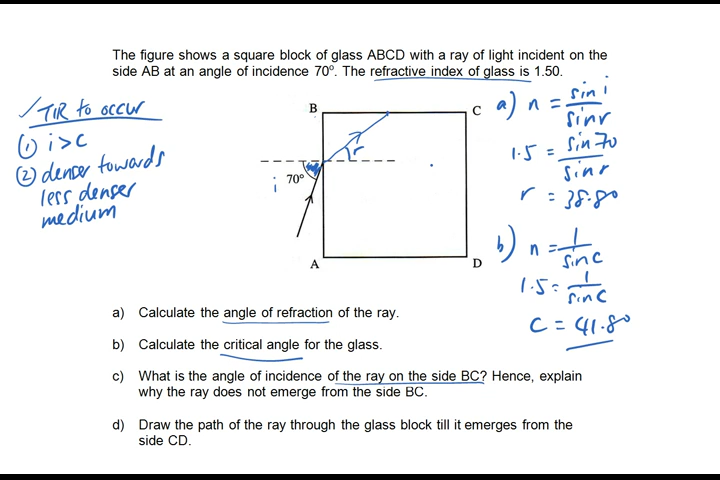 The figure shows a square block of glass ABCD with a ray of light incident on the
side AB at an angle of incidence 70°. The refractive index of glass is 1.50.
✓TIR to occur
(1) i>c
(2) denser towards
less denser
medium
B
C
70°
i
r
A
D
a) n = sin i / sin r
1.5 = sin 70 / sin r
r = 38.8°
b) n = 1 / sin c
1.5 = 1 / sin c
c = 41.8°
a) Calculate the angle of refraction of the ray.
b) Calculate the critical angle for the glass.
c) What is the angle of incidence of the ray on the side BC? Hence, explain
why the ray does not emerge from the side BC.
d) Draw the path of the ray through the glass block till it emerges from the
side CD.